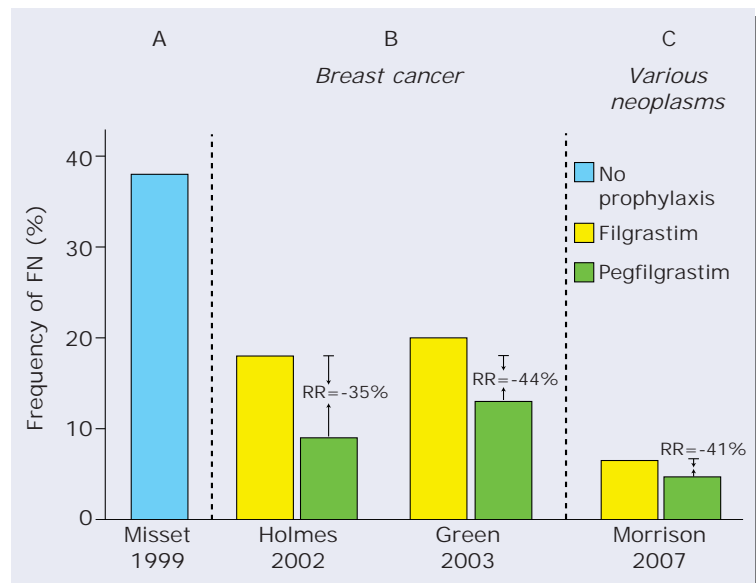 A
B
C
Breast cancer
Various
neoplasms
Frequency of FN (%)
40
30
20
10
0
No
prophylaxis
Filgrastim
Pegfilgrastim
RR=-35%
RR=-44%
RR=-41%
Misset
1999
Holmes
2002
Green
2003
Morrison
2007